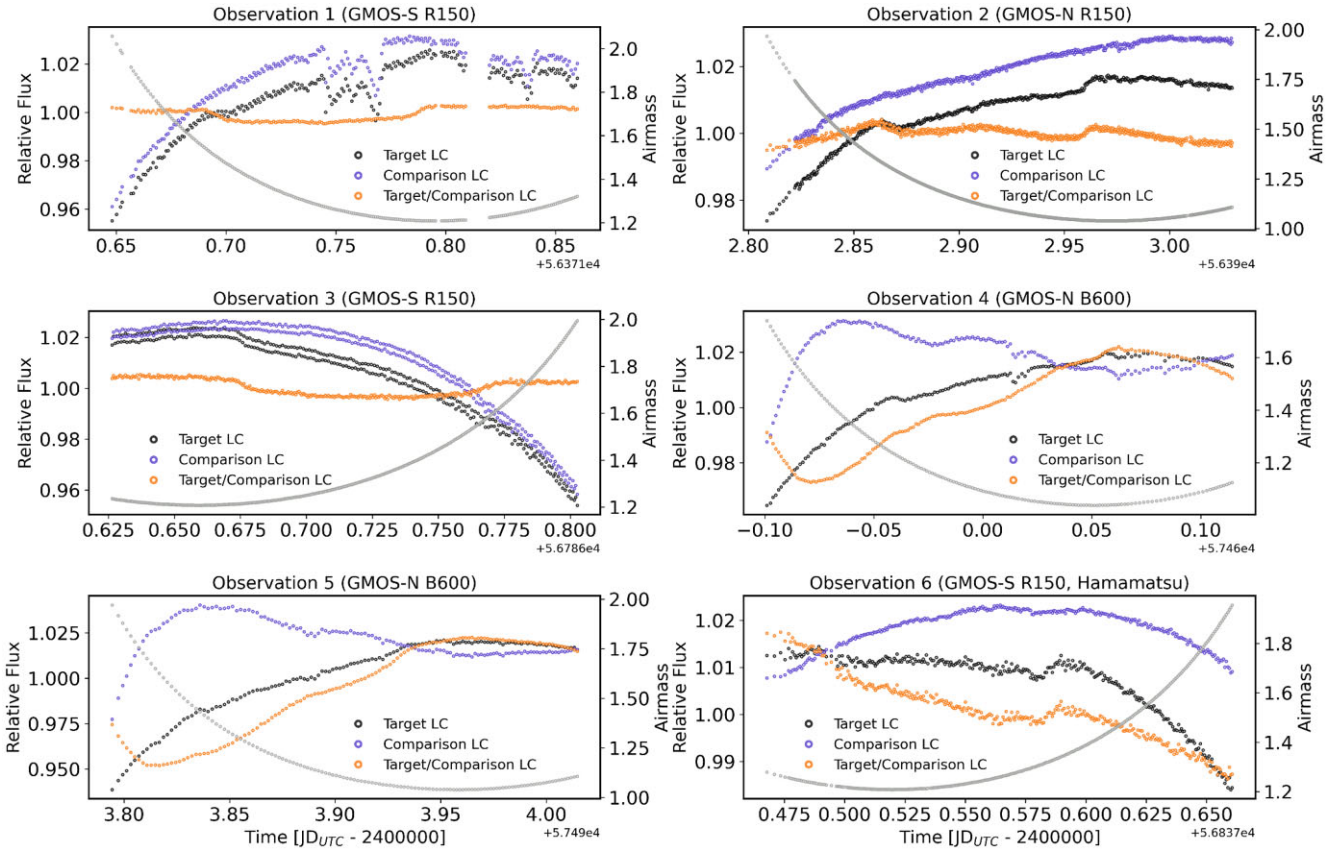 Observation 1 (GMOS-S R150)
Relative Flux
1.02
1.00
0.98
0.96
2.0
1.8
1.6
1.4
1.2
Airmass
Target LC
Comparison LC
Target/Comparison LC
0.65 0.70 0.75 0.80 0.85
+5.6371e4
Observation 2 (GMOS-N R150)
Relative Flux
1.02
1.00
0.98
2.00
1.75
1.50
1.25
1.00
Airmass
Target LC
Comparison LC
Target/Comparison LC
2.80 2.85 2.90 2.95 3.00
+5.639e4
Observation 3 (GMOS-S R150)
Relative Flux
1.02
1.00
0.98
0.96
2.0
1.8
1.6
1.4
1.2
Airmass
Target LC
Comparison LC
Target/Comparison LC
0.625 0.650 0.675 0.700 0.725 0.750 0.775 0.800
+5.6786e4
Observation 4 (GMOS-N B600)
Relative Flux
1.02
1.00
0.98
1.6
1.4
1.2
Airmass
Target LC
Comparison LC
Target/Comparison LC
−0.10 −0.05 0.00 0.05 0.10
+5.746e4
Observation 5 (GMOS-N B600)
Relative Flux
1.025
1.000
0.975
0.950
2.00
1.75
1.50
1.25
1.00
Airmass
Target LC
Comparison LC
Target/Comparison LC
3.80 3.85 3.90 3.95 4.00
+5.749e4
Time [JD_UTC - 2400000]
Observation 6 (GMOS-S R150, Hamamatsu)
Relative Flux
1.02
1.01
1.00
0.99
1.8
1.6
1.4
1.2
Airmass
Target LC
Comparison LC
Target/Comparison LC
0.475 0.500 0.525 0.550 0.575 0.600 0.625 0.650
+5.6837e4
Time [JD_UTC - 2400000]